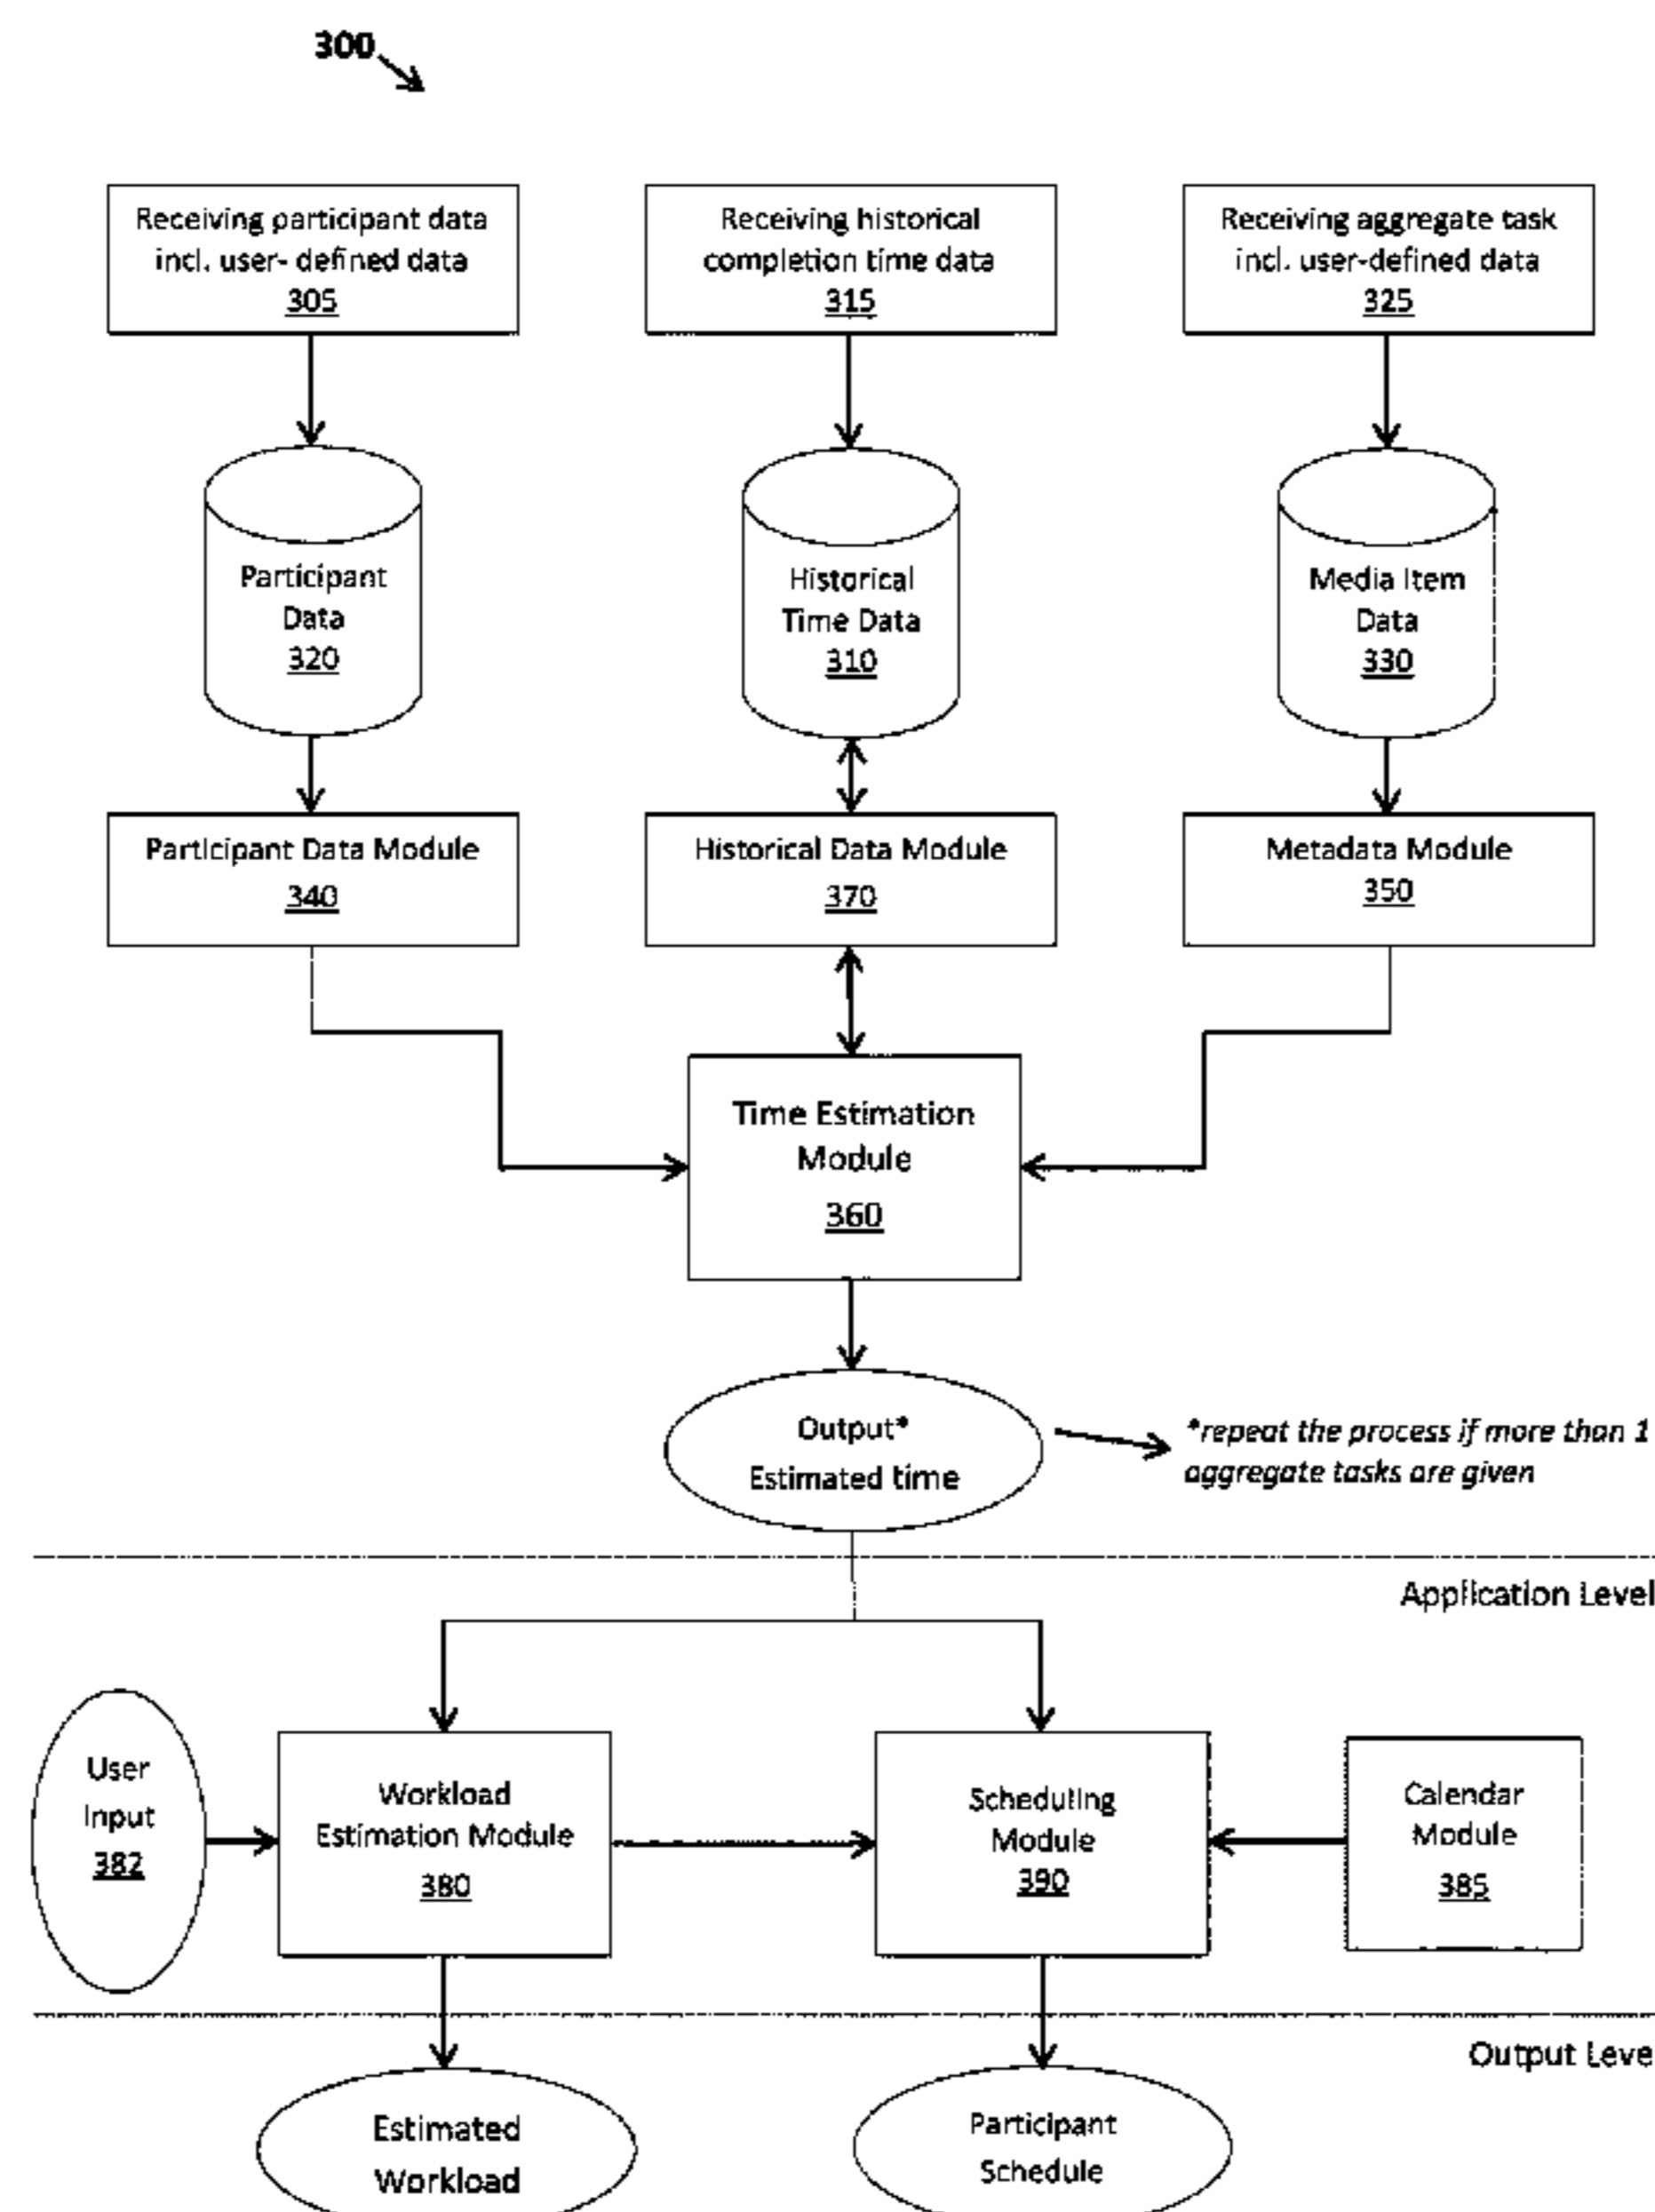 300
Receiving participant data
incl. user- defined data
305
Receiving historical
completion time data
315
Receiving aggregate task
incl. user-defined data
325
Participant
Data
320
Historical
Time Data
310
Media Item
Data
330
Participant Data Module
340
Historical Data Module
370
Metadata Module
350
Time Estimation
Module
360
Output*
Estimated time
*repeat the process if more than 1
aggregate tasks are given
Application Level
User
Input
382
Workload
Estimation Module
380
Scheduling
Module
390
Calendar
Module
385
Output Leve
Estimated
Workload
Participant
Schedule